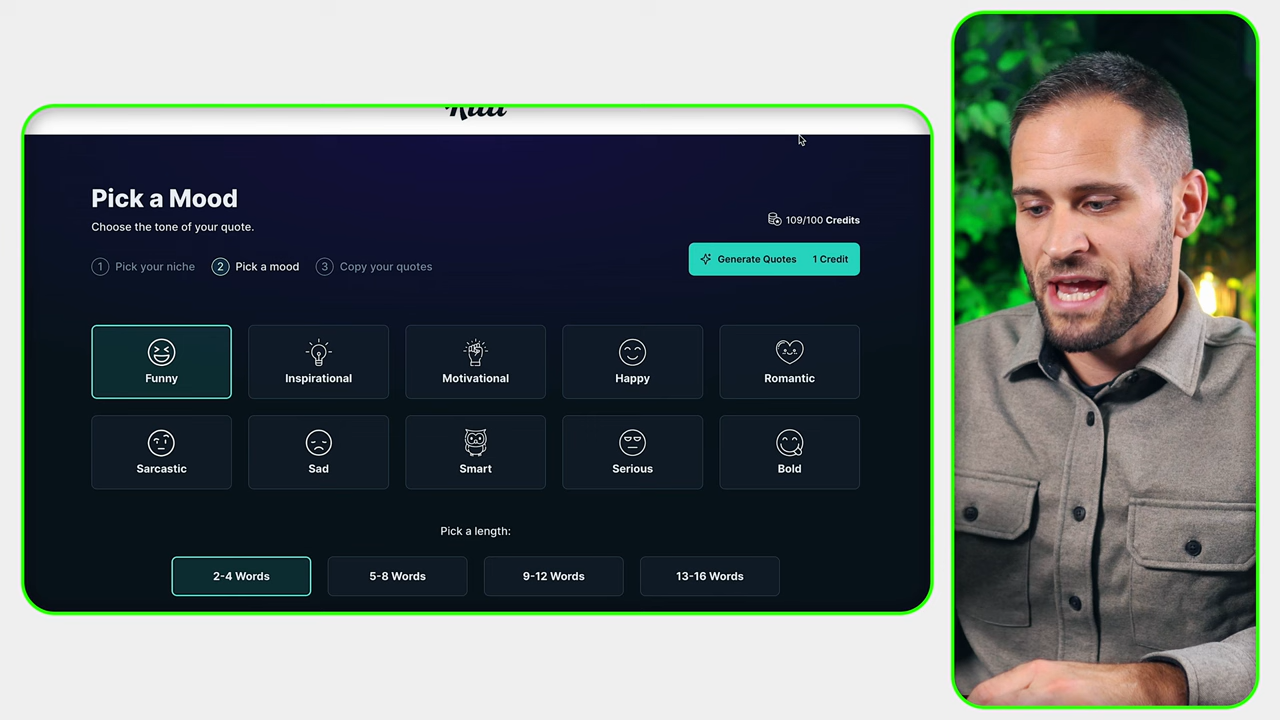 Pick a Mood
Choose the tone of your quote.
109/100 Credits
1 Pick your niche 2 Pick a mood 3 Copy your quotes
Generate Quotes 1 Credit
Funny Inspirational Motivational Happy Romantic
Sarcastic Sad Smart Serious Bold
Pick a length:
2-4 Words 5-8 Words 9-12 Words 13-16 Words